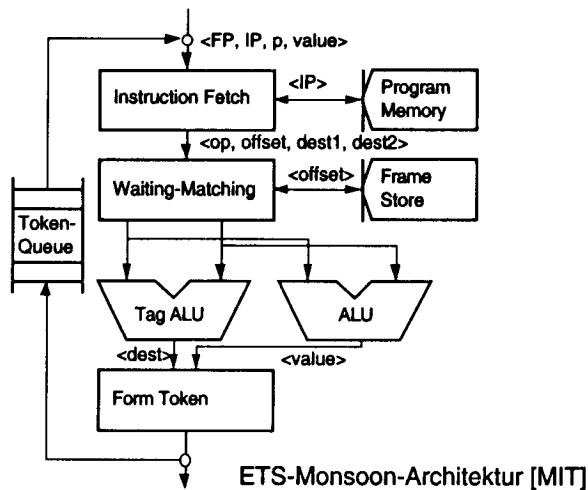 <FP, IP, p, value>
Instruction Fetch
<IP>
Program
Memory
<op, offset, dest1, dest2>
Waiting-Matching
<offset>
Frame
Store
Token-
Queue
Tag ALU
ALU
<dest>
<value>
Form Token
ETS-Monsoon-Architektur [MIT]